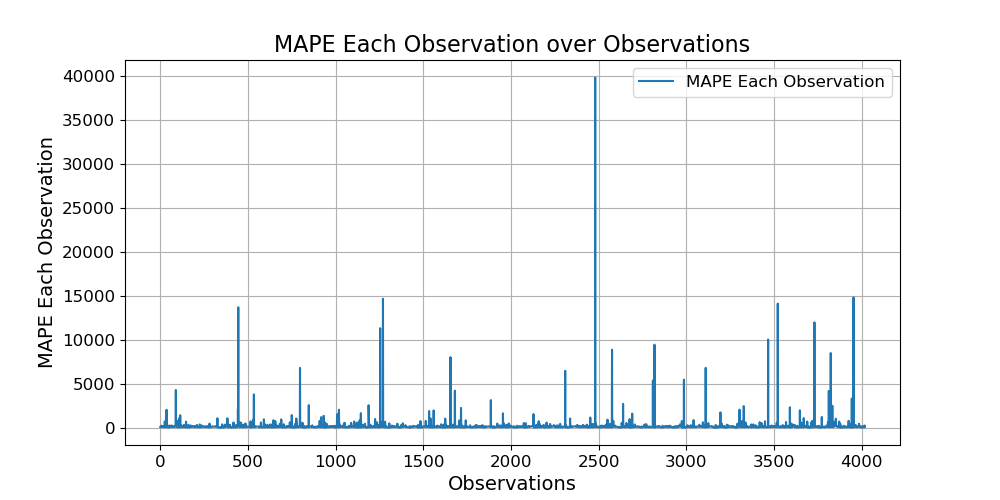 MAPE Each Observation over Observations
MAPE Each Observation
MAPE Each Observation
40000
35000
30000
25000
20000
15000
10000
5000
0
0 500 1000 1500 2000 2500 3000 3500 4000
Observations